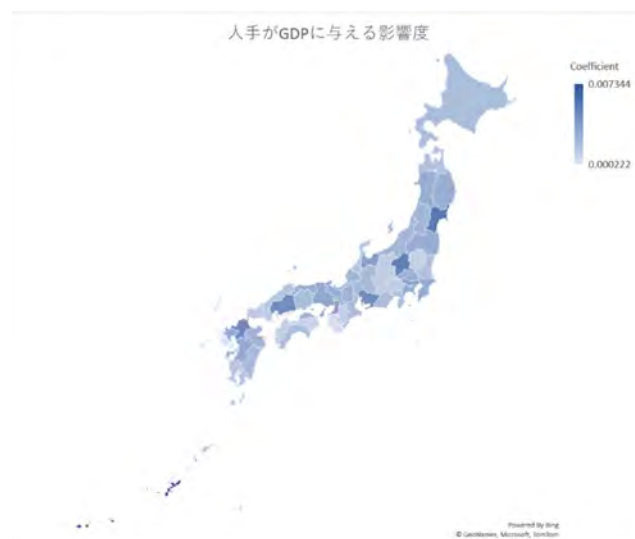 人手がGDPに与える影響度
Coefficient
0.007344
0.000222
Powered by Bing
© GeoNames, Microsoft, TomTom